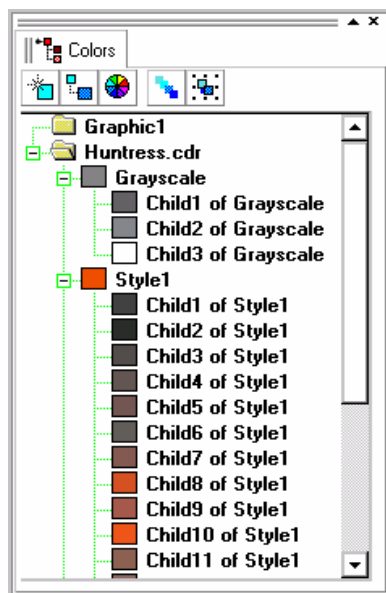 Colors
Graphic1
Huntress.cdr
Grayscale
Child1 of Grayscale
Child2 of Grayscale
Child3 of Grayscale
Style1
Child1 of Style1
Child2 of Style1
Child3 of Style1
Child4 of Style1
Child5 of Style1
Child6 of Style1
Child7 of Style1
Child8 of Style1
Child9 of Style1
Child10 of Style1
Child11 of Style1